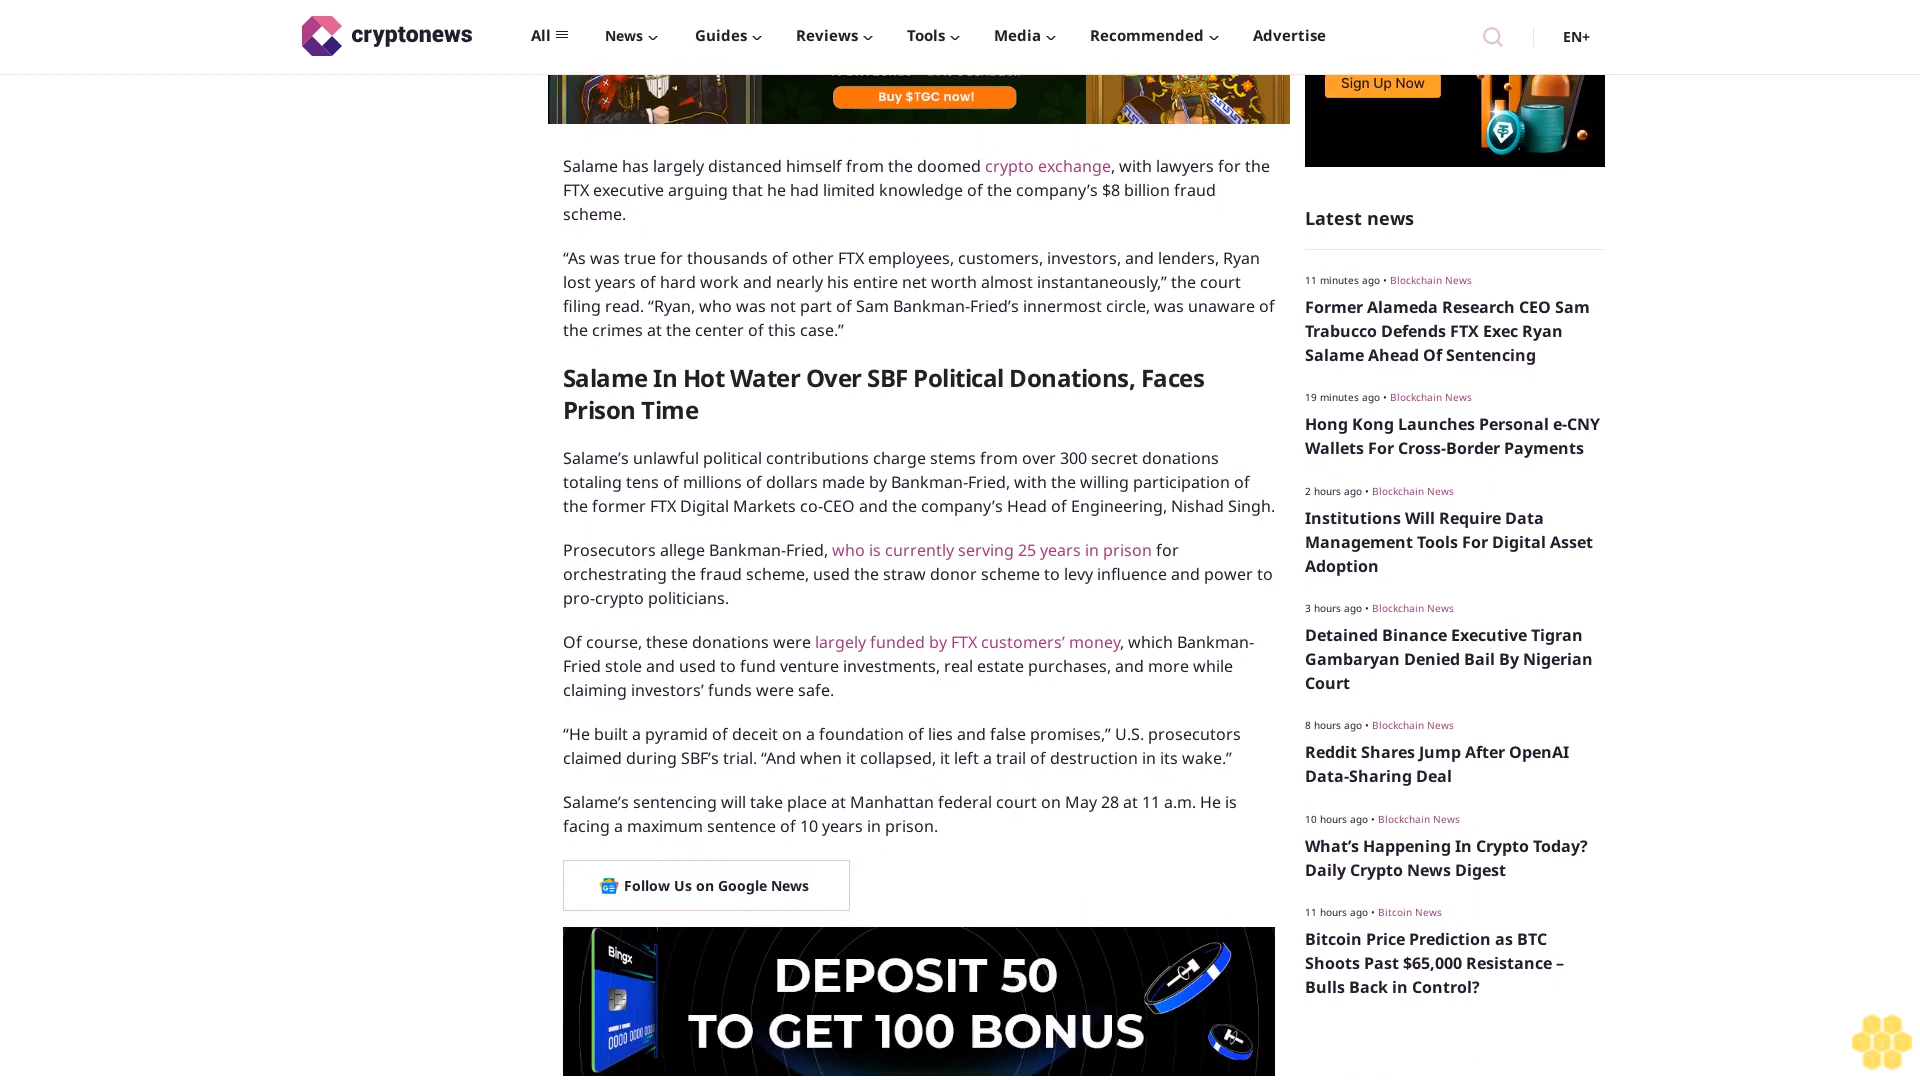 cryptonews
All
News
Guides
Reviews
Tools
Media
Recommended
Advertise
EN+
Buy $TGC now!
Sign Up Now
Salame has largely distanced himself from the doomed crypto exchange, with lawyers for the
FTX executive arguing that he had limited knowledge of the company’s $8 billion fraud
scheme.
“As was true for thousands of other FTX employees, customers, investors, and lenders, Ryan
lost years of hard work and nearly his entire net worth almost instantaneously,” the court
filing read. “Ryan, who was not part of Sam Bankman-Fried’s innermost circle, was unaware of
the crimes at the center of this case.”
Salame In Hot Water Over SBF Political Donations, Faces
Prison Time
Salame’s unlawful political contributions charge stems from over 300 secret donations
totaling tens of millions of dollars made by Bankman-Fried, with the willing participation of
the former FTX Digital Markets co-CEO and the company’s Head of Engineering, Nishad Singh.
Prosecutors allege Bankman-Fried, who is currently serving 25 years in prison for
orchestrating the fraud scheme, used the straw donor scheme to levy influence and power to
pro-crypto politicians.
Of course, these donations were largely funded by FTX customers’ money, which Bankman-
Fried stole and used to fund venture investments, real estate purchases, and more while
claiming investors’ funds were safe.
“He built a pyramid of deceit on a foundation of lies and false promises,” U.S. prosecutors
claimed during SBF’s trial. “And when it collapsed, it left a trail of destruction in its wake.”
Salame’s sentencing will take place at Manhattan federal court on May 28 at 11 a.m. He is
facing a maximum sentence of 10 years in prison.
Follow Us on Google News
Bingx
0000 0000 0000
DEPOSIT 50
TO GET 100 BONUS
Latest news
11 minutes ago • Blockchain News
Former Alameda Research CEO Sam
Trabucco Defends FTX Exec Ryan
Salame Ahead Of Sentencing
19 minutes ago • Blockchain News
Hong Kong Launches Personal e-CNY
Wallets For Cross-Border Payments
2 hours ago • Blockchain News
Institutions Will Require Data
Management Tools For Digital Asset
Adoption
3 hours ago • Blockchain News
Detained Binance Executive Tigran
Gambaryan Denied Bail By Nigerian
Court
8 hours ago • Blockchain News
Reddit Shares Jump After OpenAI
Data-Sharing Deal
10 hours ago • Blockchain News
What’s Happening In Crypto Today?
Daily Crypto News Digest
11 hours ago • Bitcoin News
Bitcoin Price Prediction as BTC
Shoots Past $65,000 Resistance –
Bulls Back in Control?